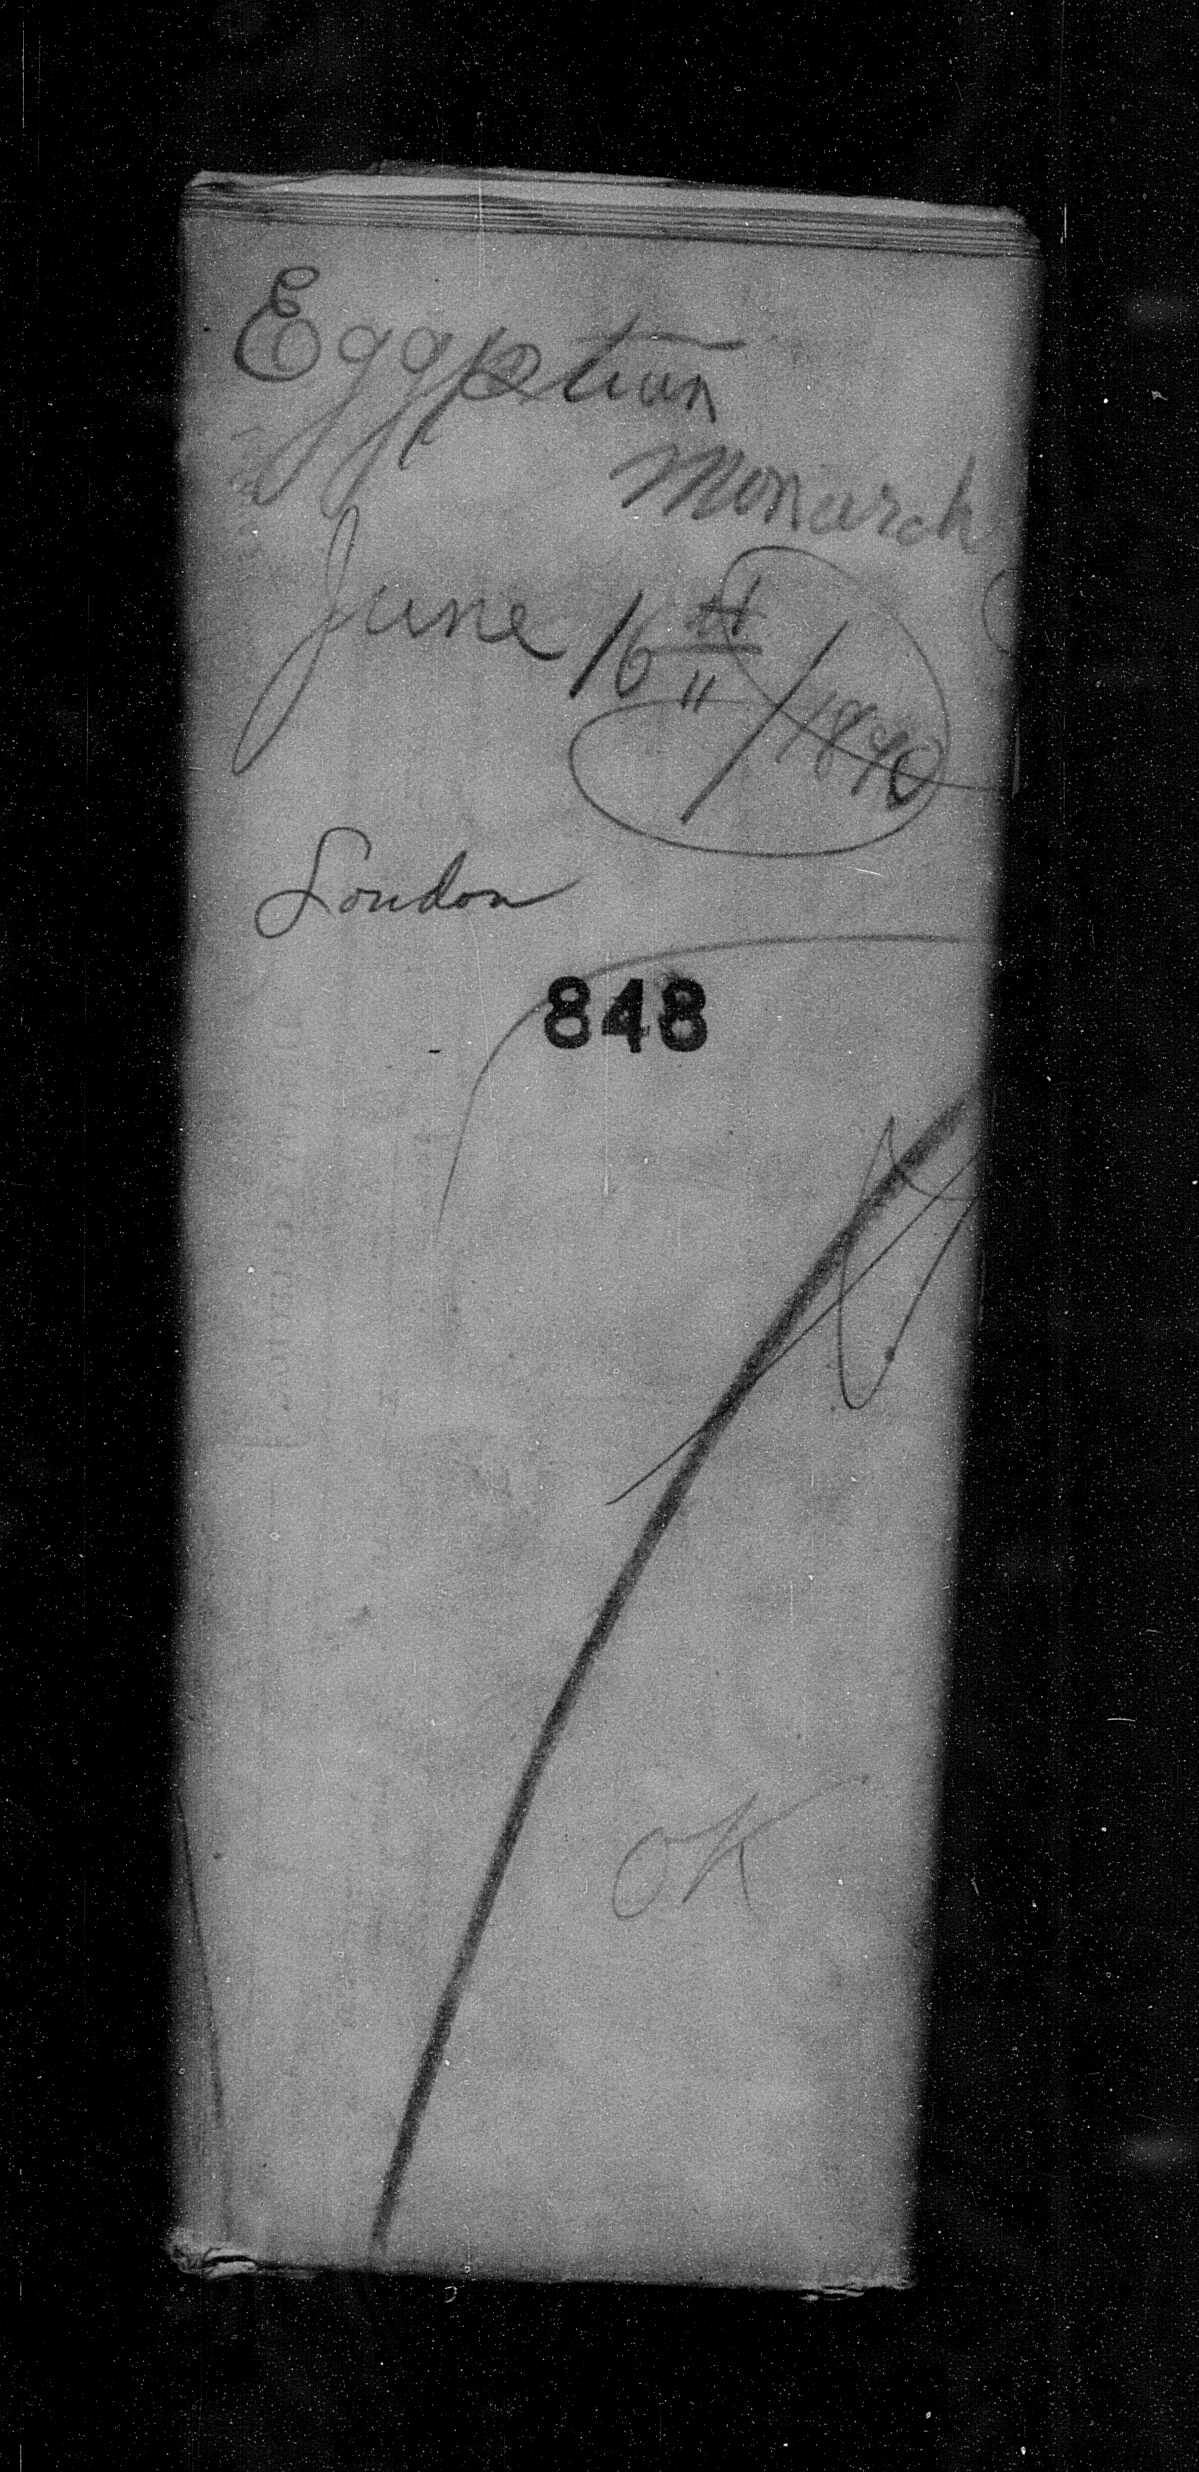 Egyptian
Monarch
June 16th/1890
London
848
OK